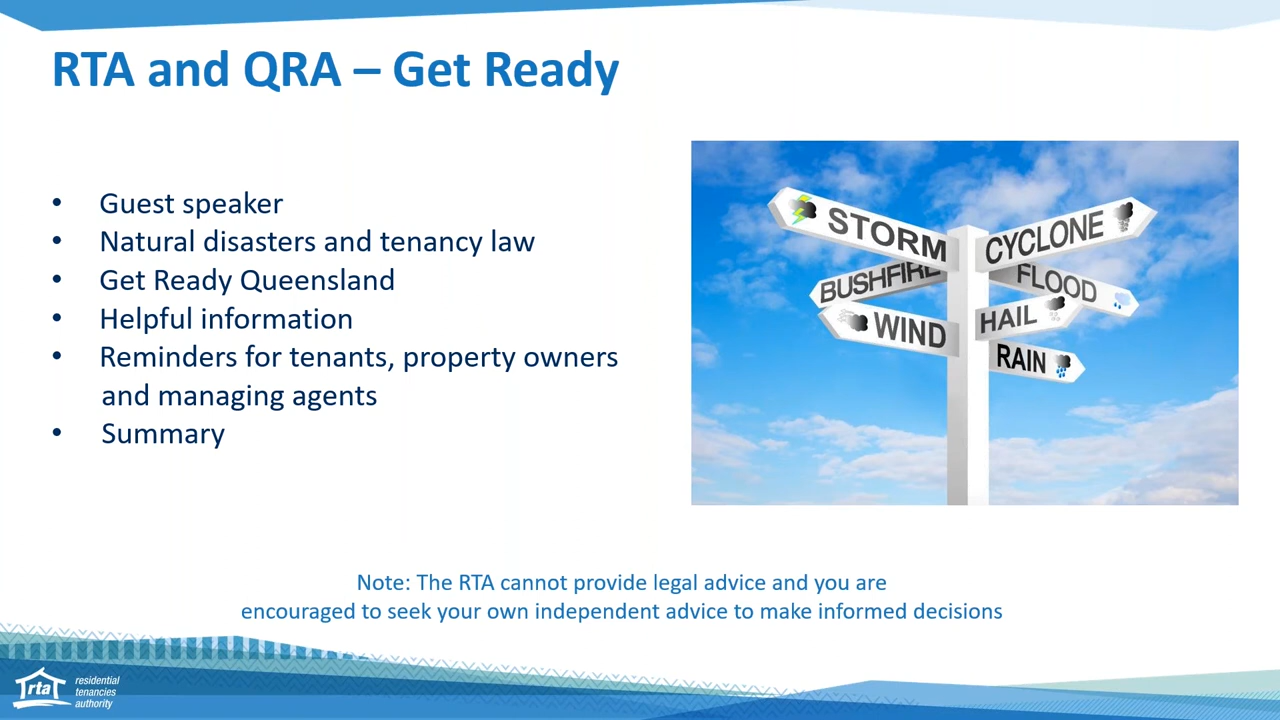 RTA and QRA – Get Ready
• Guest speaker
• Natural disasters and tenancy law
• Get Ready Queensland
• Helpful information
• Reminders for tenants, property owners
and managing agents
• Summary
STORM
CYCLONE
BUSHFIRE
FLOOD
WIND
HAIL
RAIN
Note: The RTA cannot provide legal advice and you are
encouraged to seek your own independent advice to make informed decisions
rta
residential
tenancies
authority